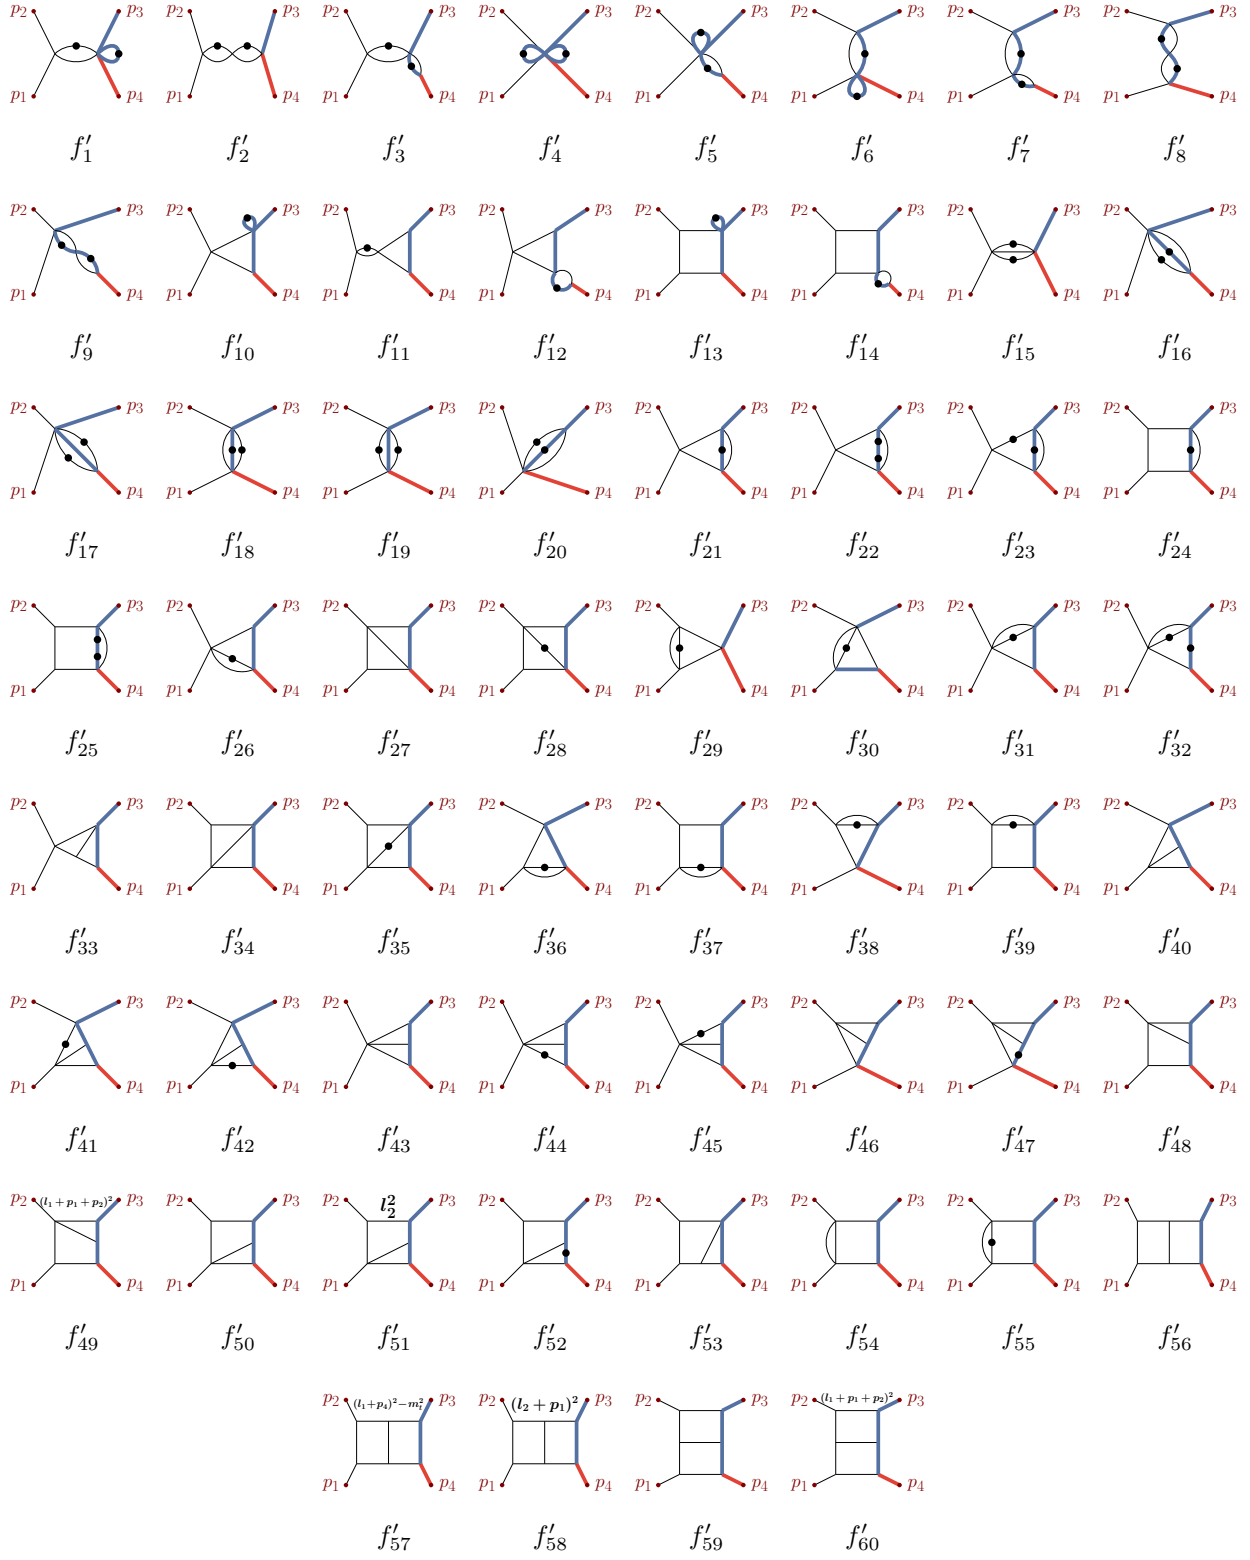 p₂ p₃ p₂ p₃ p₂ p₃ p₂ p₃ p₂ p₃ p₂ p₃ p₂ p₃ p₂ p₃
p₁ p₄ p₁ p₄ p₁ p₄ p₁ p₄ p₁ p₄ p₁ p₄ p₁ p₄ p₁ p₄
f′₁ f′₂ f′₃ f′₄ f′₅ f′₆ f′₇ f′₈
p₂ p₃ p₂ p₃ p₂ p₃ p₂ p₃ p₂ p₃ p₂ p₃ p₂ p₃ p₂ p₃
p₁ p₄ p₁ p₄ p₁ p₄ p₁ p₄ p₁ p₄ p₁ p₄ p₁ p₄ p₁ p₄
f′₉ f′₁₀ f′₁₁ f′₁₂ f′₁₃ f′₁₄ f′₁₅ f′₁₆
p₂ p₃ p₂ p₃ p₂ p₃ p₂ p₃ p₂ p₃ p₂ p₃ p₂ p₃ p₂ p₃
p₁ p₄ p₁ p₄ p₁ p₄ p₁ p₄ p₁ p₄ p₁ p₄ p₁ p₄ p₁ p₄
f′₁₇ f′₁₈ f′₁₉ f′₂₀ f′₂₁ f′₂₂ f′₂₃ f′₂₄
p₂ p₃ p₂ p₃ p₂ p₃ p₂ p₃ p₂ p₃ p₂ p₃ p₂ p₃ p₂ p₃
p₁ p₄ p₁ p₄ p₁ p₄ p₁ p₄ p₁ p₄ p₁ p₄ p₁ p₄ p₁ p₄
f′₂₅ f′₂₆ f′₂₇ f′₂₈ f′₂₉ f′₃₀ f′₃₁ f′₃₂
p₂ p₃ p₂ p₃ p₂ p₃ p₂ p₃ p₂ p₃ p₂ p₃ p₂ p₃ p₂ p₃
p₁ p₄ p₁ p₄ p₁ p₄ p₁ p₄ p₁ p₄ p₁ p₄ p₁ p₄ p₁ p₄
f′₃₃ f′₃₄ f′₃₅ f′₃₆ f′₃₇ f′₃₈ f′₃₉ f′₄₀
p₂ p₃ p₂ p₃ p₂ p₃ p₂ p₃ p₂ p₃ p₂ p₃ p₂ p₃ p₂ p₃
p₁ p₄ p₁ p₄ p₁ p₄ p₁ p₄ p₁ p₄ p₁ p₄ p₁ p₄ p₁ p₄
f′₄₁ f′₄₂ f′₄₃ f′₄₄ f′₄₅ f′₄₆ f′₄₇ f′₄₈
p₂ (l₁+p₁+p₂)² p₃ p₂ p₃ p₂ l₂² p₃ p₂ p₃ p₂ p₃ p₂ p₃ p₂ p₃ p₂ p₃
p₁ p₄ p₁ p₄ p₁ p₄ p₁ p₄ p₁ p₄ p₁ p₄ p₁ p₄ p₁ p₄
f′₄₉ f′₅₀ f′₅₁ f′₅₂ f′₅₃ f′₅₄ f′₅₅ f′₅₆
p₂ (l₁+p₄)²−m_t² p₃ p₂ (l₂+p₁)² p₃ p₂ p₃ p₂ (l₁+p₁+p₂)² p₃
p₁ p₄ p₁ p₄ p₁ p₄ p₁ p₄
f′₅₇ f′₅₈ f′₅₉ f′₆₀